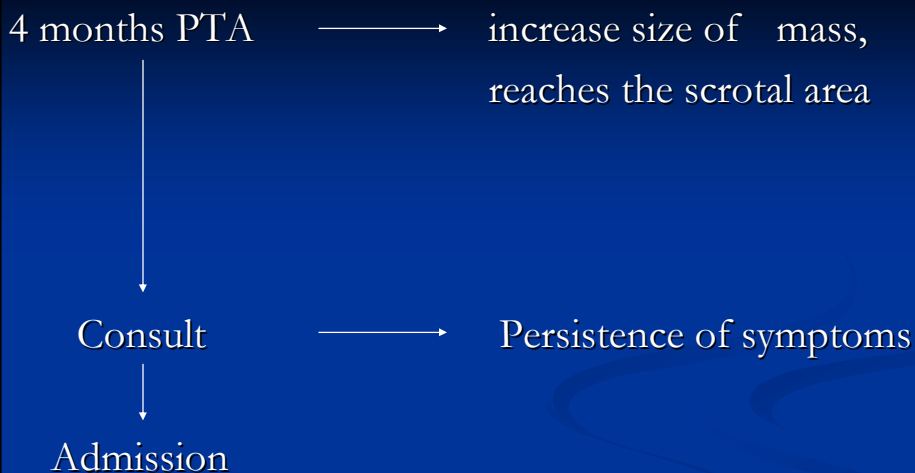 4 months PTA increase size of mass,
reaches the scrotal area
Consult Persistence of symptoms
Admission